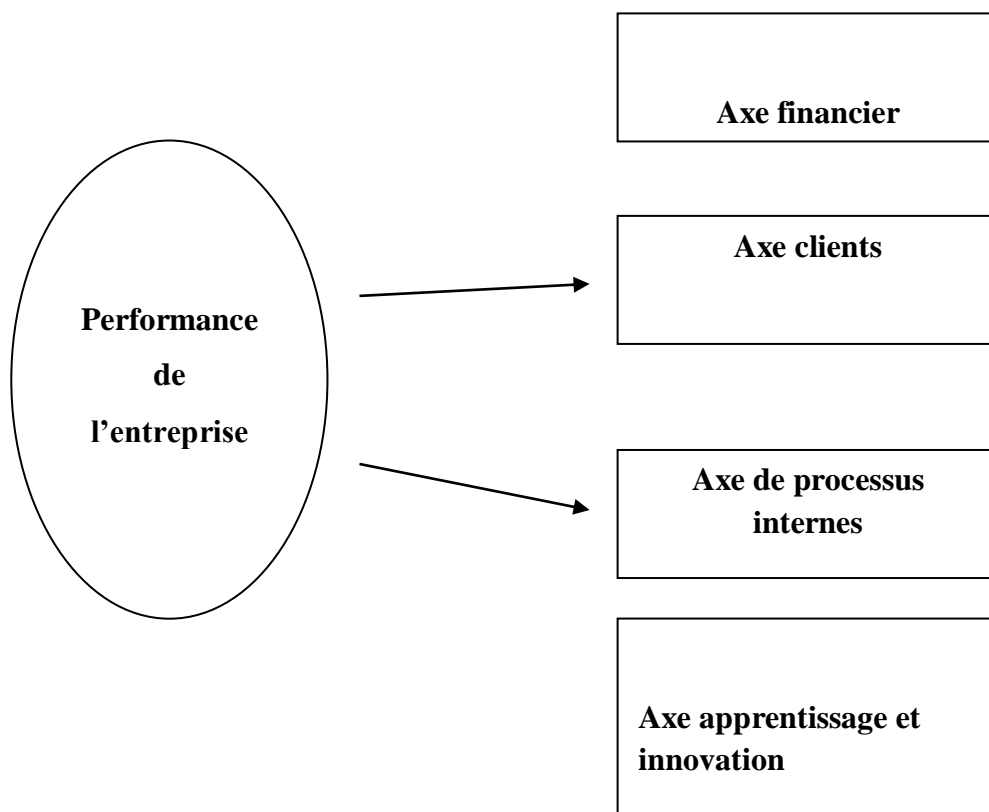 Axe financier
Axe clients
Performance
de
l’entreprise
Axe de processus
internes
Axe apprentissage et
innovation